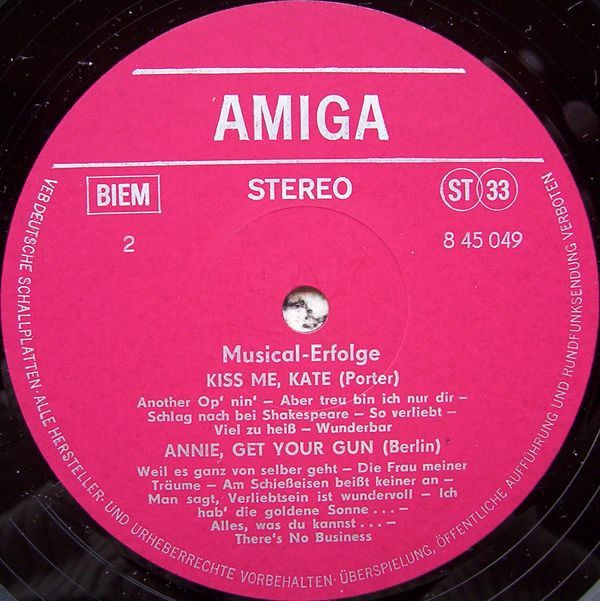 AMIGA
BIEM
STEREO
ST 33
2
8 45 049
Musical-Erfolge
KISS ME, KATE (Porter)
Another Op' nin' – Aber treu bin ich nur dir –
Schlag nach bei Shakespeare – So verliebt –
Viel zu heiß – Wunderbar
ANNIE, GET YOUR GUN (Berlin)
Weil es ganz von selber geht – Die Frau meiner
Träume – Am Schießeisen beißt keiner an –
Man sagt, Verliebtsein ist wundervoll – Ich
hab' die goldene Sonne . . . –
Alles, was du kannst . . . –
There's No Business
VEB DEUTSCHE SCHALLPLATTEN · ALLE HERSTELLER- UND URHEBERRECHTE VORBEHALTEN · ÜBERSPIELUNG, ÖFFENTLICHE AUFFÜHRUNG UND RUNDFUNKSENDUNG VERBOTEN